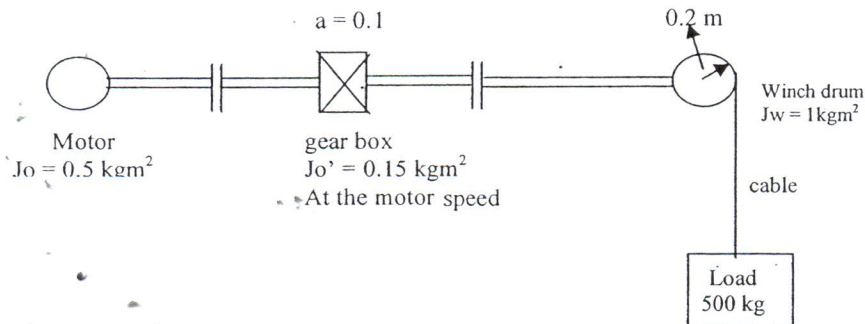 a = 0.1
0.2 m
Winch drum
Jw = 1kgm²
Motor
Jo = 0.5 kgm²
gear box
Jo' = 0.15 kgm²
At the motor speed
cable
Load
500 kg